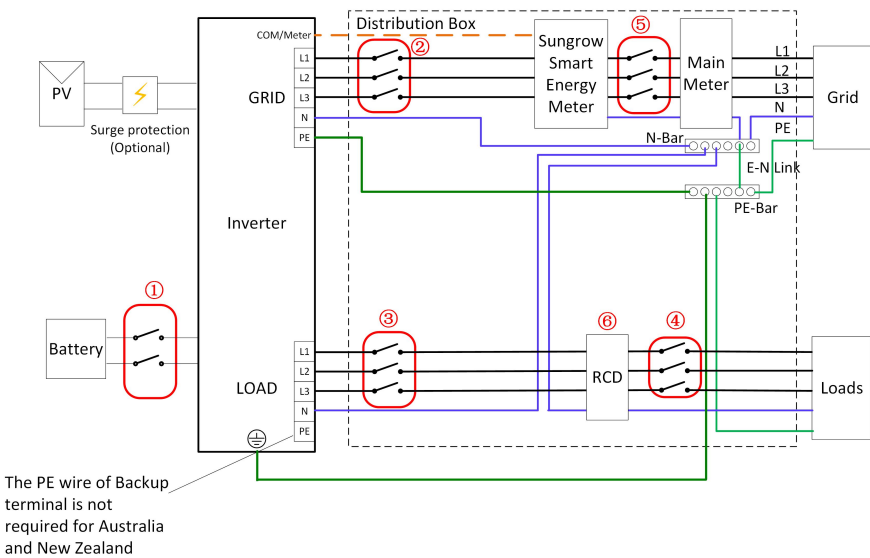 Distribution Box
COM/Meter
②
⑤
Sungrow
Smart
Energy
Meter
Main
Meter
L1
L2
L3
N
PE
Grid
PV
Surge protection
(Optional)
GRID
L1
L2
L3
N
PE
N-Bar
E-N Link
PE-Bar
Inverter
①
③
⑥
④
Battery
LOAD
L1
L2
L3
N
PE
RCD
Loads
The PE wire of Backup
terminal is not
required for Australia
and New Zealand